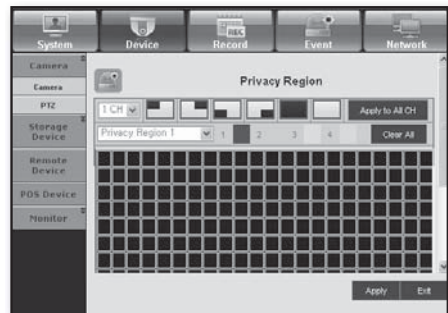 REC
System Device Record Event Network
Camera
Camera
PTZ
Storage
Device
Remote
Device
POS Device
Monitor
Privacy Region
1 CH Apply to All CH
Privacy Region 1 1 2 3 4 Clear All
Apply Exit